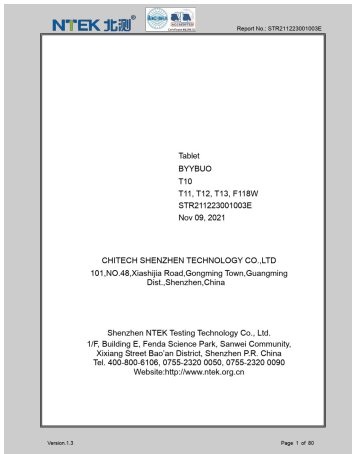 NTEK 北测®
ilac-MRA
ACCREDITED
Report No.: STR211223001003E
Tablet
BYYBUO
T10
T11, T12, T13, F118W
STR211223001003E
Nov 09, 2021
CHITECH SHENZHEN TECHNOLOGY CO.,LTD
101,NO.48,Xiashijia Road,Gongming Town,Guangming
Dist.,Shenzhen,China
Shenzhen NTEK Testing Technology Co., Ltd.
1/F, Building E, Fenda Science Park, Sanwei Community,
Xixiang Street Bao'an District, Shenzhen P.R. China
Tel. 400-800-6106, 0755-2320 0050, 0755-2320 0090
Website:http://www.ntek.org.cn
Version.1.3
Page 1 of 80